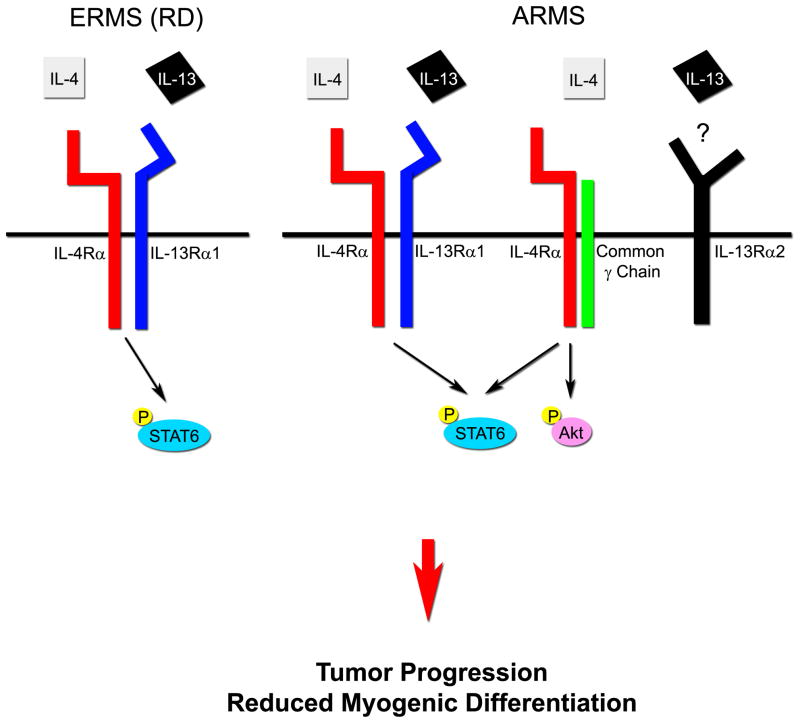 ERMS (RD)
ARMS
IL-4
IL-13
IL-4
IL-13
IL-4
IL-13
?
IL-4Rα
IL-13Rα1
IL-4Rα
IL-13Rα1
IL-4Rα
Common
γ Chain
IL-13Rα2
P
STAT6
P
STAT6
P
Akt
Tumor Progression
Reduced Myogenic Differentiation